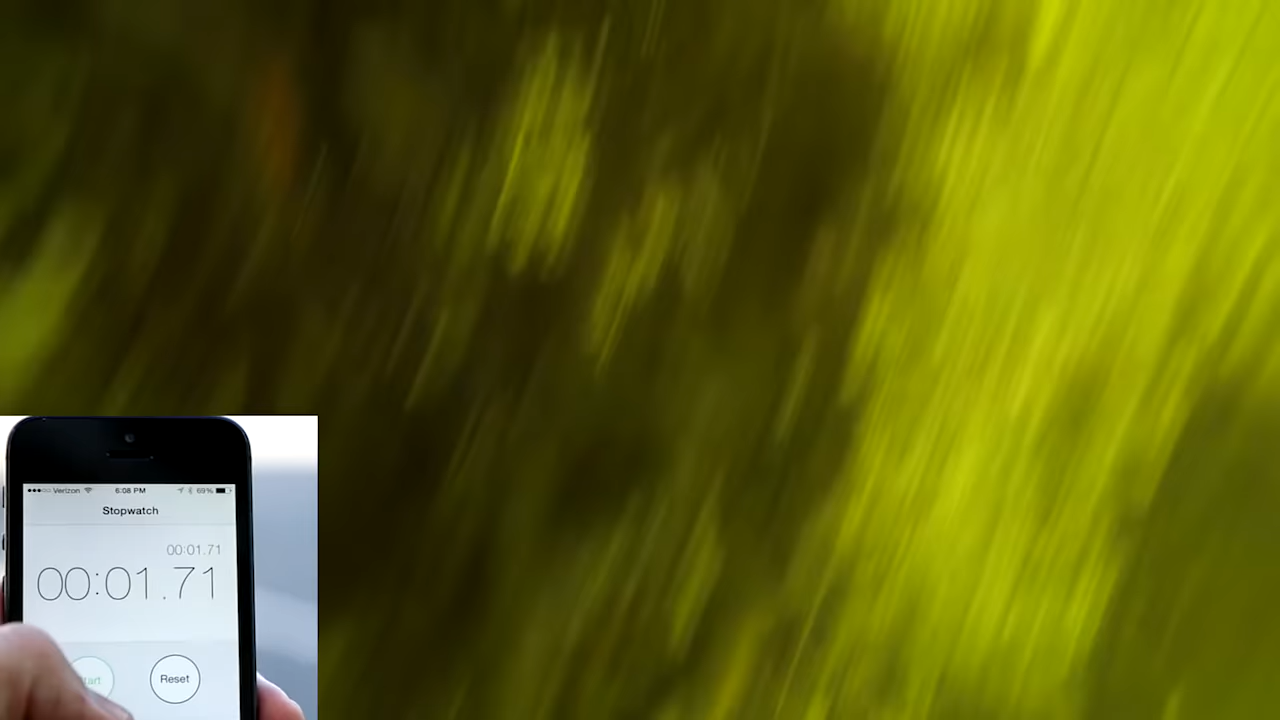 Verizon 6:08 PM 69%
Stopwatch
00:01.71
00:01.71
Reset